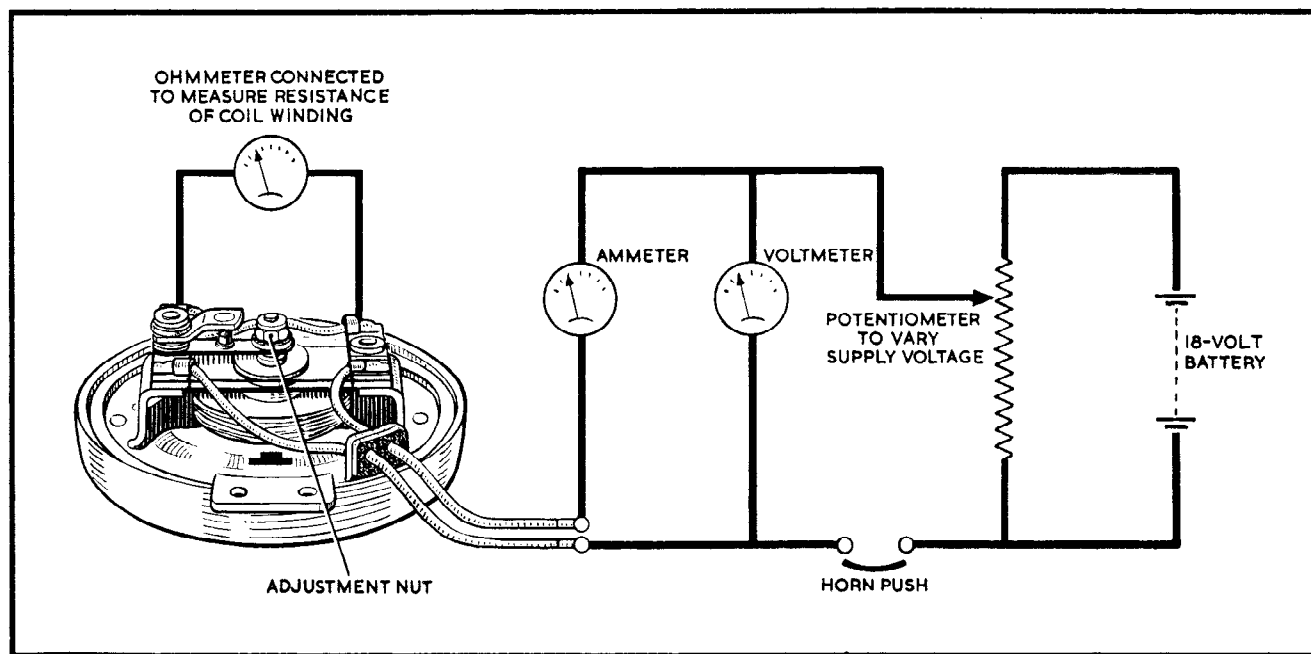 OHMMETER CONNECTED
TO MEASURE RESISTANCE
OF COIL WINDING
AMMETER
VOLTMETER
POTENTIOMETER
TO VARY
SUPPLY VOLTAGE
18-VOLT
BATTERY
ADJUSTMENT NUT
HORN PUSH